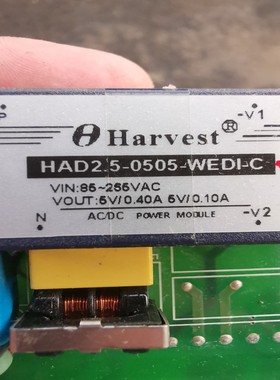 -V1
Harvest®
HAD2.5-0505-WEDI-C
VIN:85~265VAC
VOUT:5V/0.40A 5V/0.10A
N
AC/DC POWER MODULE
-V2